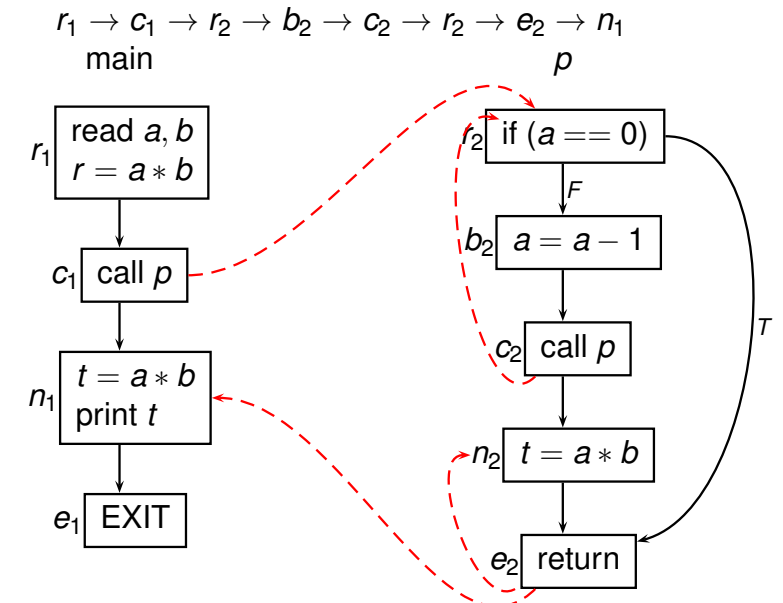 r₁ → c₁ → r₂ → b₂ → c₂ → r₂ → e₂ → n₁
main
p
r₁
read a, b
r = a ∗ b
c₁
call p
n₁
t = a ∗ b
print t
e₁
EXIT
r₂
if (a == 0)
F
b₂
a = a − 1
c₂
call p
T
n₂
t = a ∗ b
e₂
return